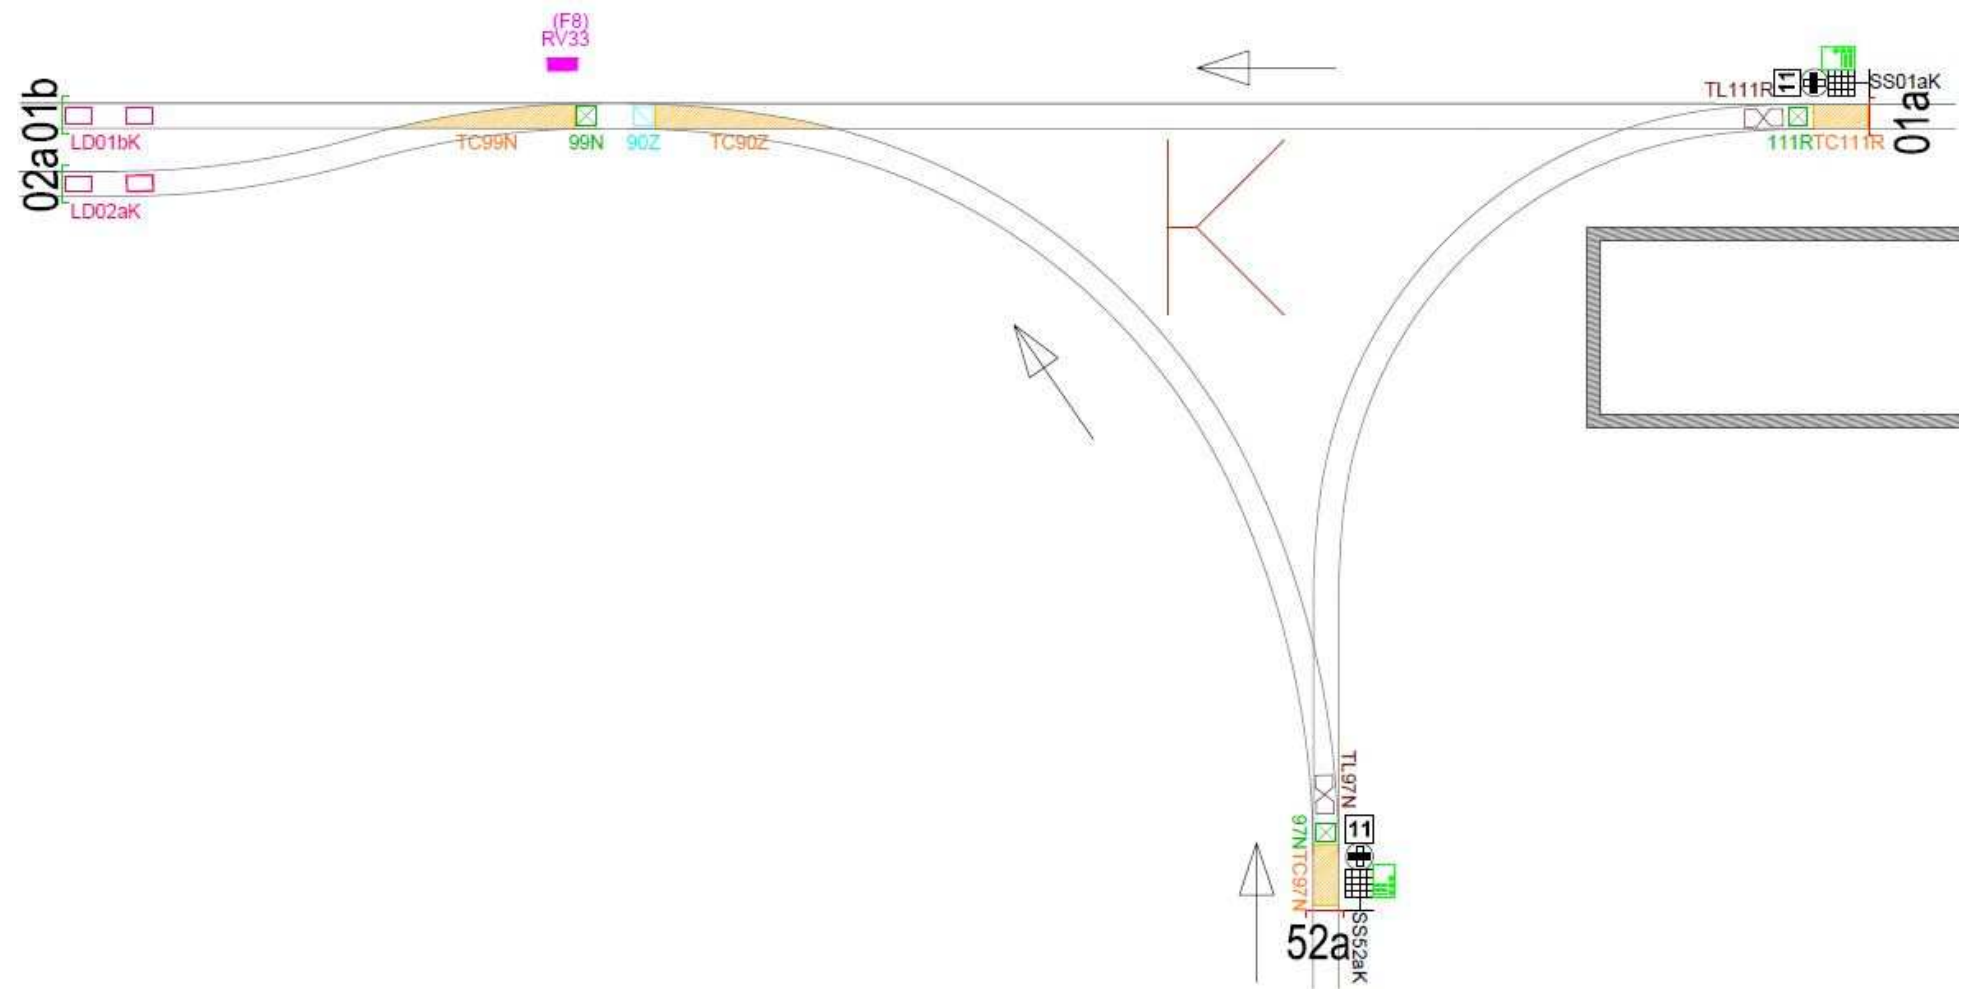 (F8)
RV33
01b
LD01bK
02a
LD02aK
TC99N
99N
90Z
TC90Z
TL111R
11
SS01aK
111R
TC111R
01a
K
TL97N
97N
TC97N
11
52a
SS52aK